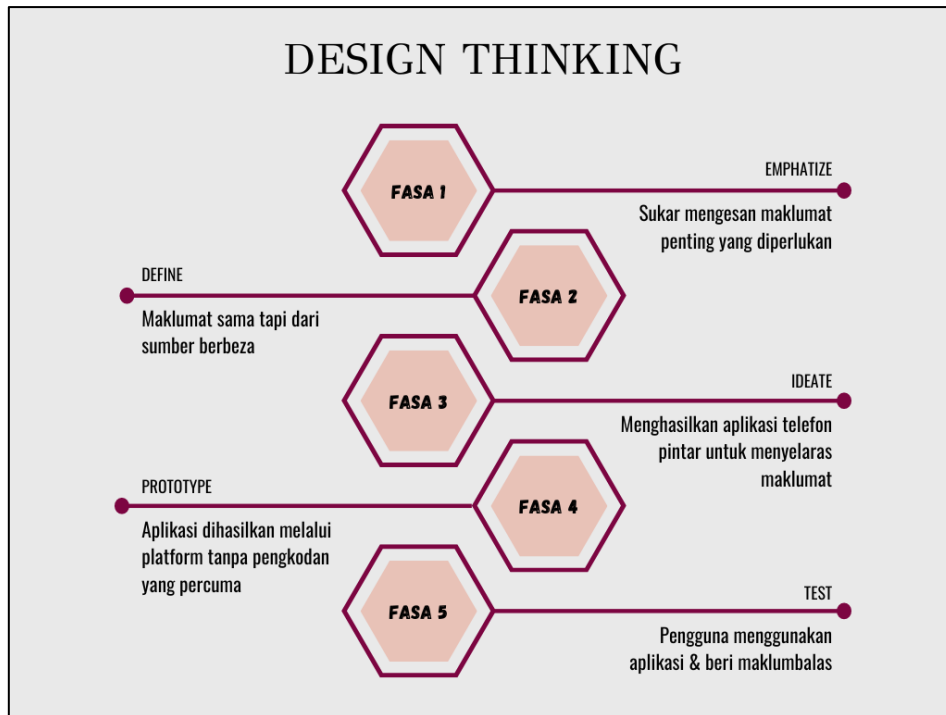 DESIGN THINKING
FASA 1
EMPHATIZE
Sukar mengesan maklumat
penting yang diperlukan
FASA 2
DEFINE
Maklumat sama tapi dari
sumber berbeza
FASA 3
IDEATE
Menghasilkan aplikasi telefon
pintar untuk menyelaras
maklumat
FASA 4
PROTOTYPE
Aplikasi dihasilkan melalui
platform tanpa pengkodan
yang percuma
FASA 5
TEST
Pengguna menggunakan
aplikasi & beri maklumbalas